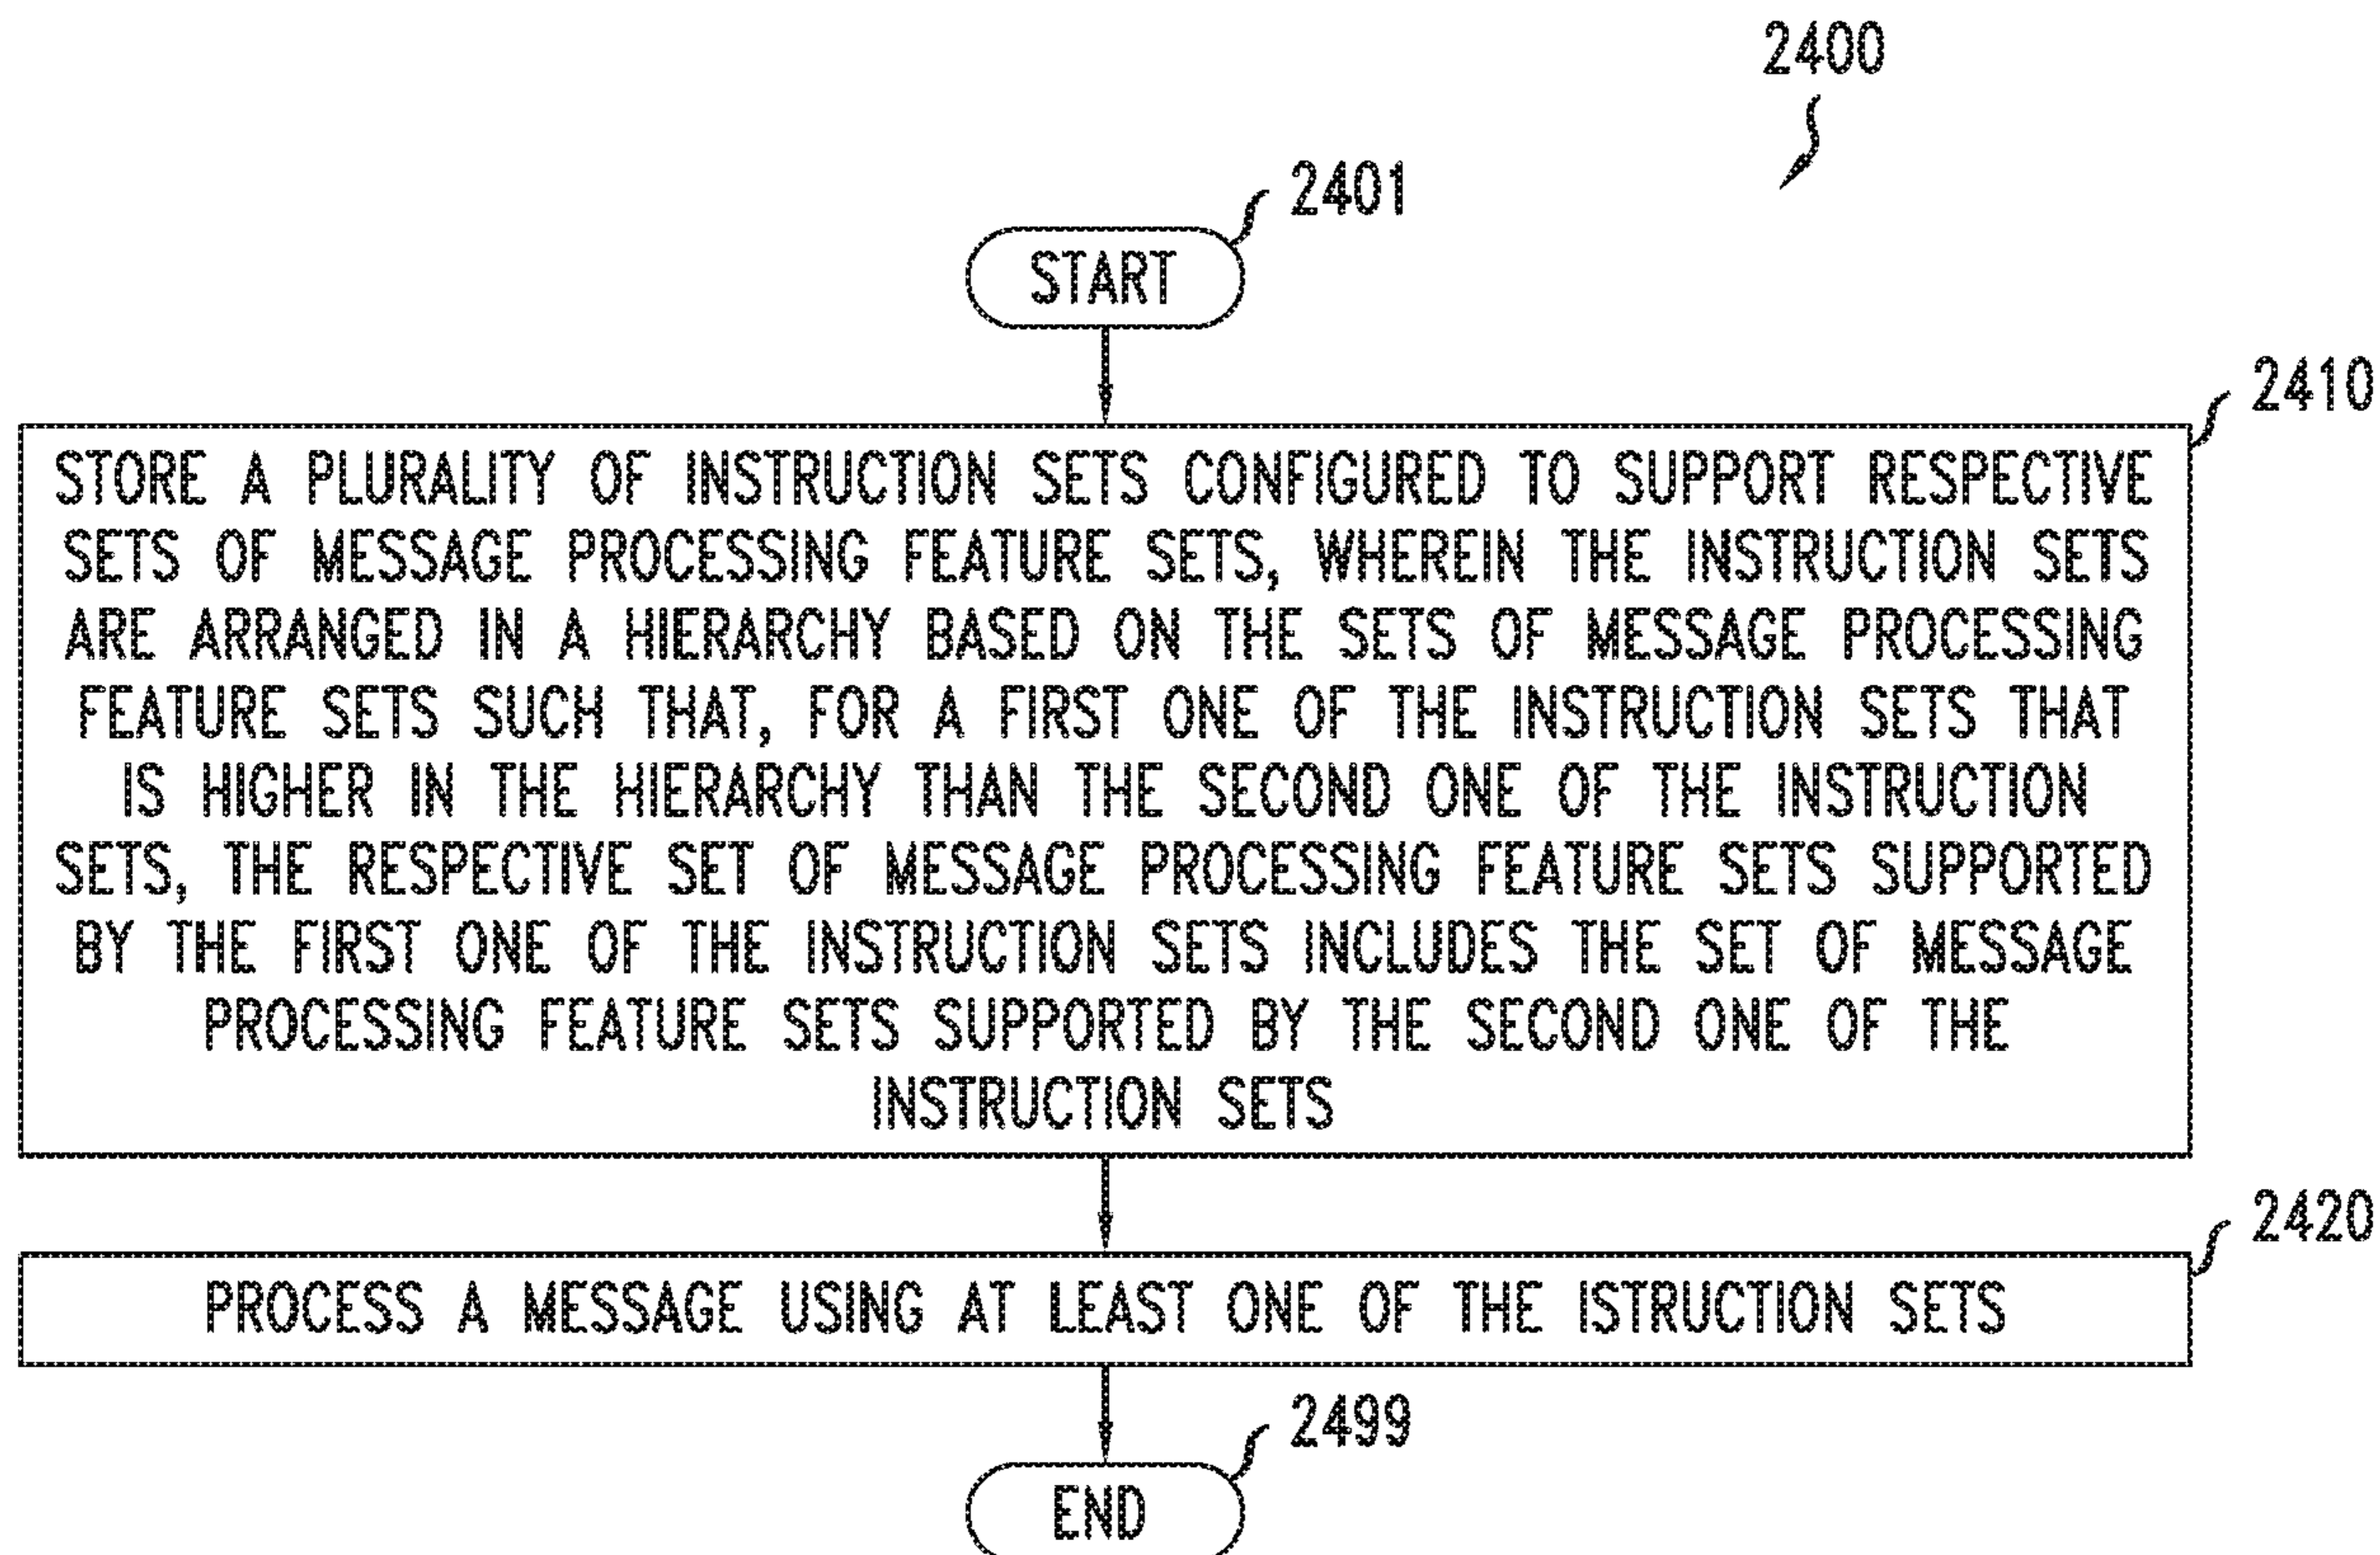 2400
2401
START
2410
STORE A PLURALITY OF INSTRUCTION SETS CONFIGURED TO SUPPORT RESPECTIVE
SETS OF MESSAGE PROCESSING FEATURE SETS, WHEREIN THE INSTRUCTION SETS
ARE ARRANGED IN A HIERARCHY BASED ON THE SETS OF MESSAGE PROCESSING
FEATURE SETS SUCH THAT, FOR A FIRST ONE OF THE INSTRUCTION SETS THAT
IS HIGHER IN THE HIERARCHY THAN THE SECOND ONE OF THE INSTRUCTION
SETS, THE RESPECTIVE SET OF MESSAGE PROCESSING FEATURE SETS SUPPORTED
BY THE FIRST ONE OF THE INSTRUCTION SETS INCLUDES THE SET OF MESSAGE
PROCESSING FEATURE SETS SUPPORTED BY THE SECOND ONE OF THE
INSTRUCTION SETS
2420
PROCESS A MESSAGE USING AT LEAST ONE OF THE ISTRUCTION SETS
2499
END